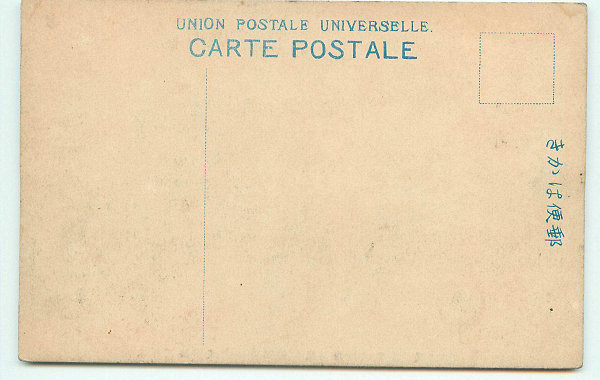 UNION POSTALE UNIVERSELLE.
CARTE POSTALE
きかは便郵